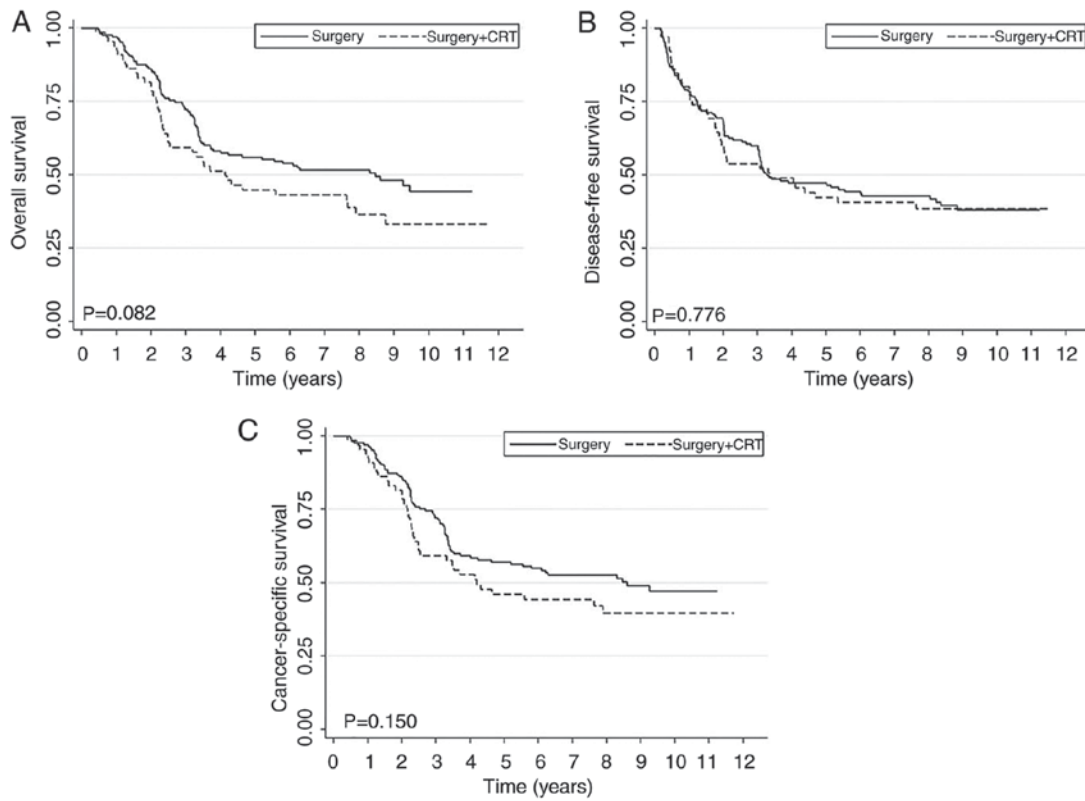 A
Surgery Surgery+CRT
Overall survival
1.00
0.75
0.50
0.25
0.00
P=0.082
0 1 2 3 4 5 6 7 8 9 10 11 12
Time (years)
B
Surgery Surgery+CRT
Disease-free survival
1.00
0.75
0.50
0.25
0.00
P=0.776
0 1 2 3 4 5 6 7 8 9 10 11 12
Time (years)
C
Surgery Surgery+CRT
Cancer-specific survival
1.00
0.75
0.50
0.25
0.00
P=0.150
0 1 2 3 4 5 6 7 8 9 10 11 12
Time (years)